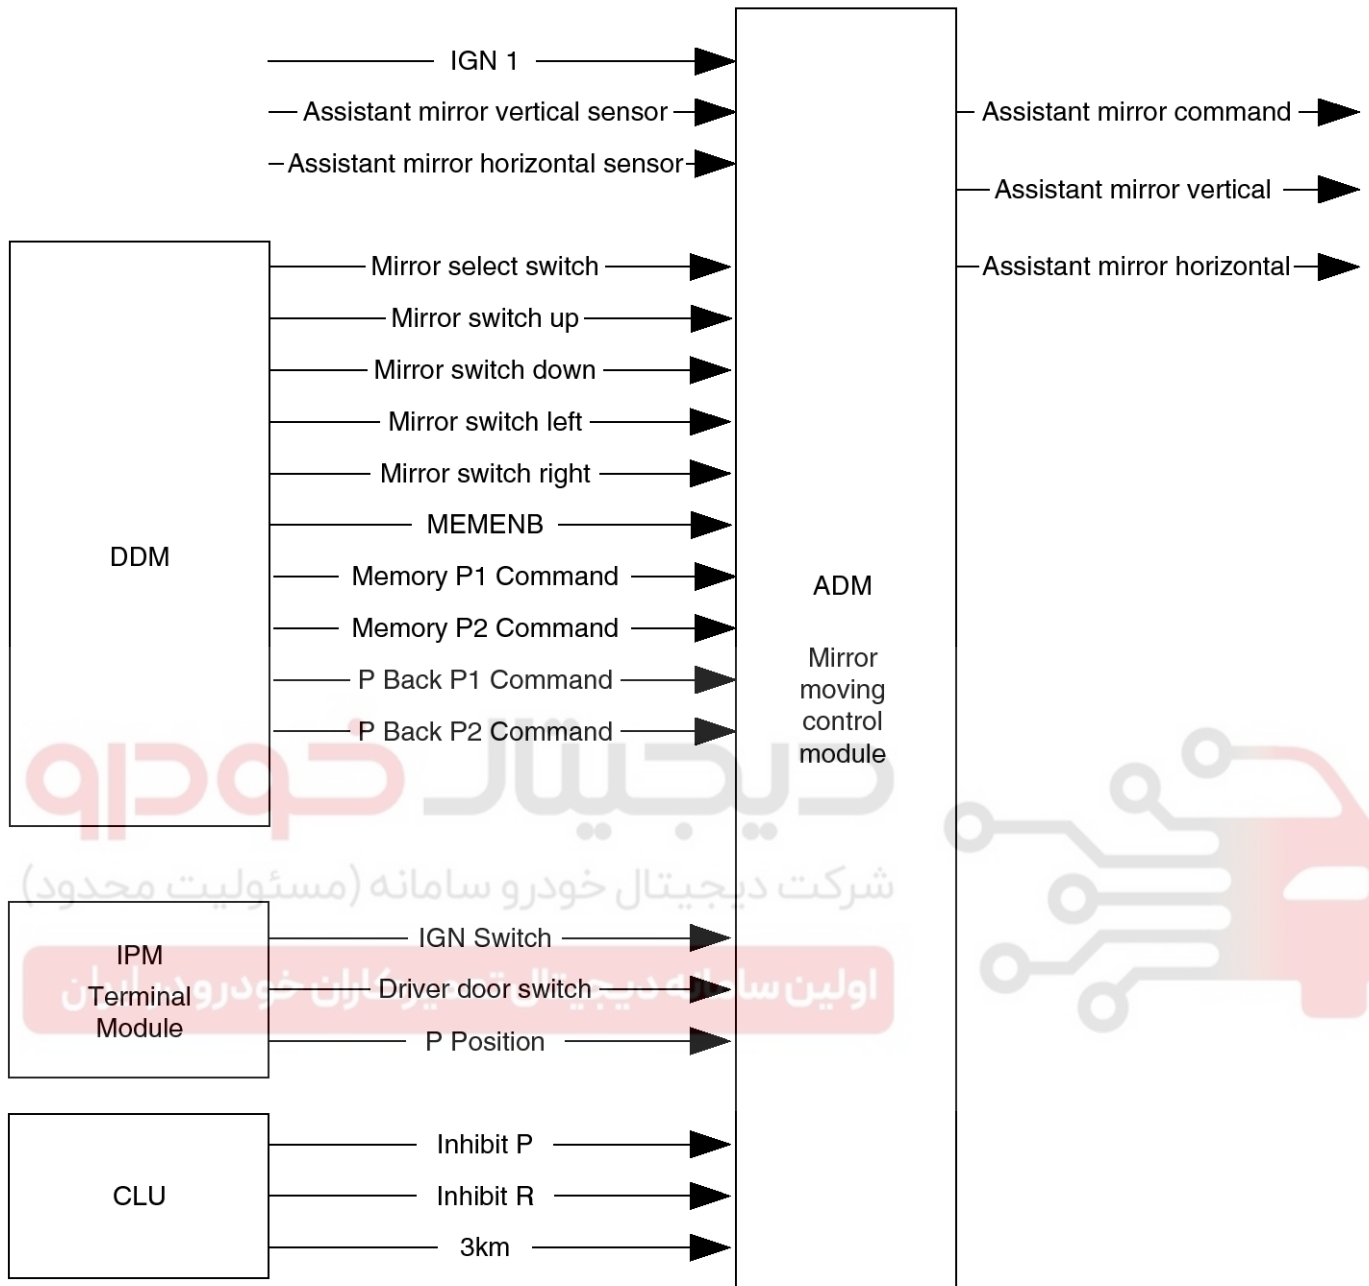 IGN 1
Assistant mirror vertical sensor
Assistant mirror horizontal sensor
Assistant mirror command
Assistant mirror vertical
Assistant mirror horizontal
DDM
Mirror select switch
Mirror switch up
Mirror switch down
Mirror switch left
Mirror switch right
MEMENB
Memory P1 Command
Memory P2 Command
P Back P1 Command
P Back P2 Command
ADM
Mirror
moving
control
module
دیجیتال خودرو
شرکت دیجیتال خودرو سامانه (مسئولیت محدود)
اولین سامانه دیجیتال تعمیرکاران خودرو در ایران
IPM
Terminal
Module
IGN Switch
Driver door switch
P Position
CLU
Inhibit P
Inhibit R
3km